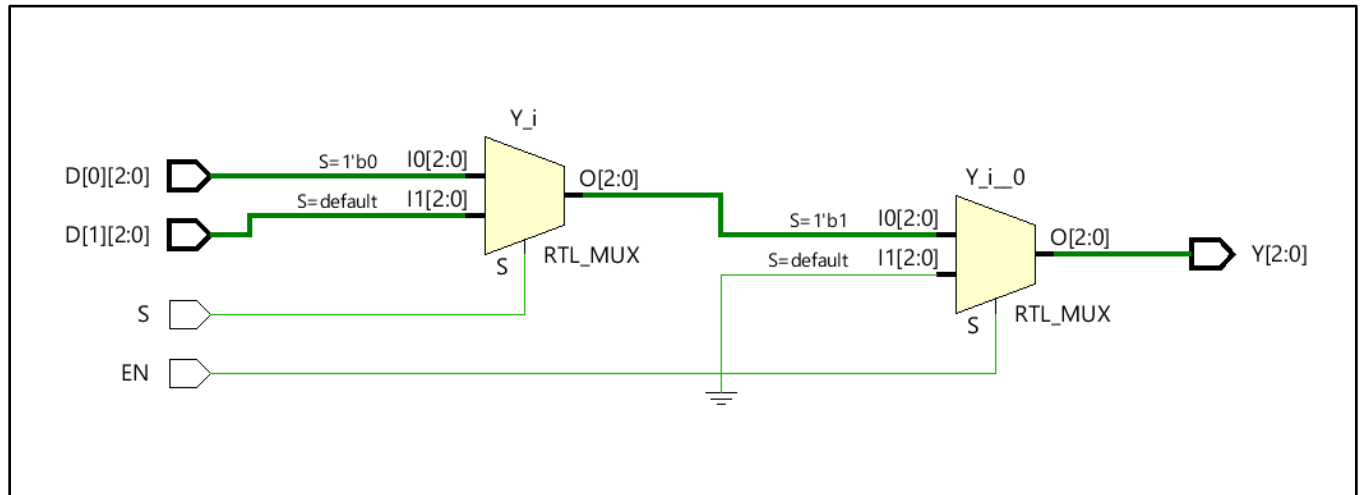 Y_i
D[0][2:0]
S=1'b0
I0[2:0]
O[2:0]
D[1][2:0]
S=default
I1[2:0]
S
RTL_MUX
Y_i__0
S=1'b1
I0[2:0]
O[2:0]
S=default
I1[2:0]
Y[2:0]
S
RTL_MUX
S
EN